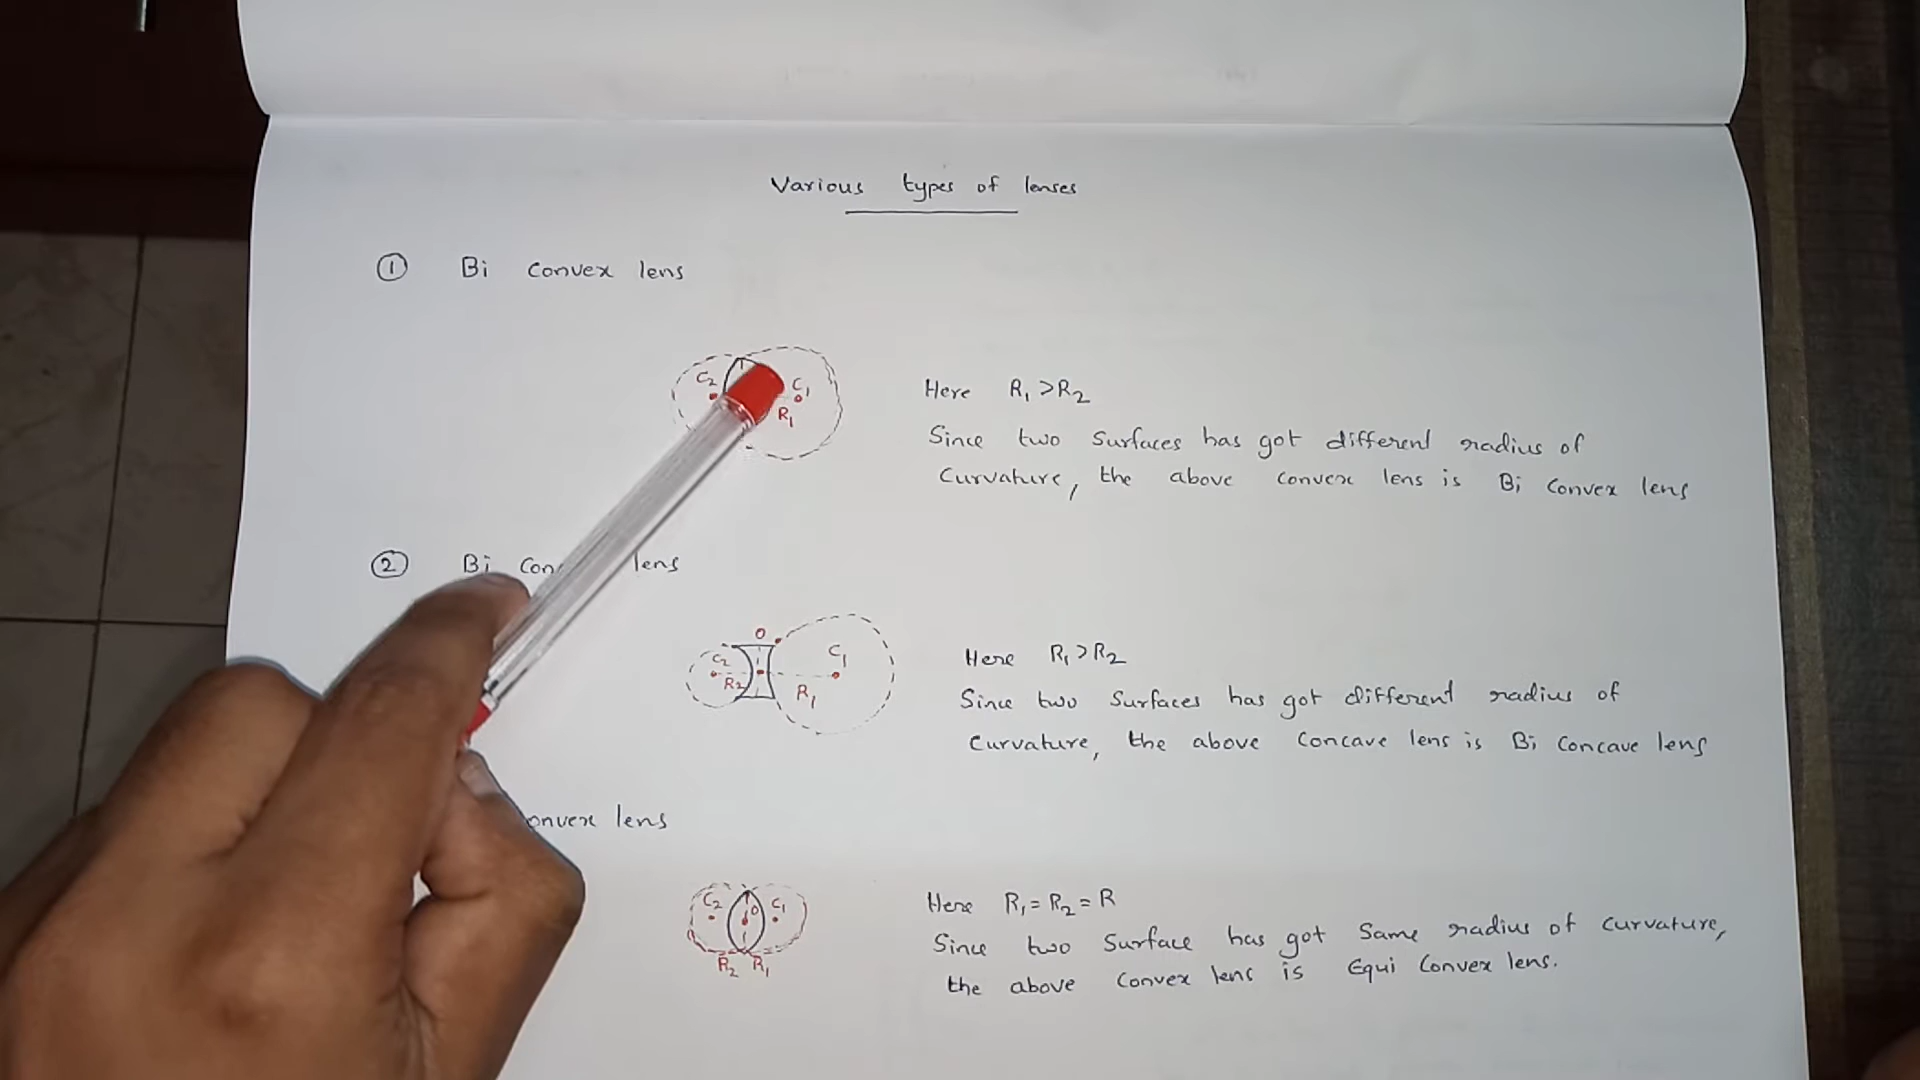 Various types of lenses
① Bi Convex lens
C2 C1
R1
Here R1 >R2
Since two Surfaces has got different radius of
Curvature, the above convex lens is Bi Convex lens
② Bi lens
O
C2 C1
R2 R1
Here R1 >R2
Since two Surfaces has got different radius of
Curvature, the above Concave lens is Bi Concave lens
lens
C2 O C1
R2 R1
Here R1 = R2 = R
Since two Surface has got Same radius of curvature,
the above Convex lens is Equi Convex lens.